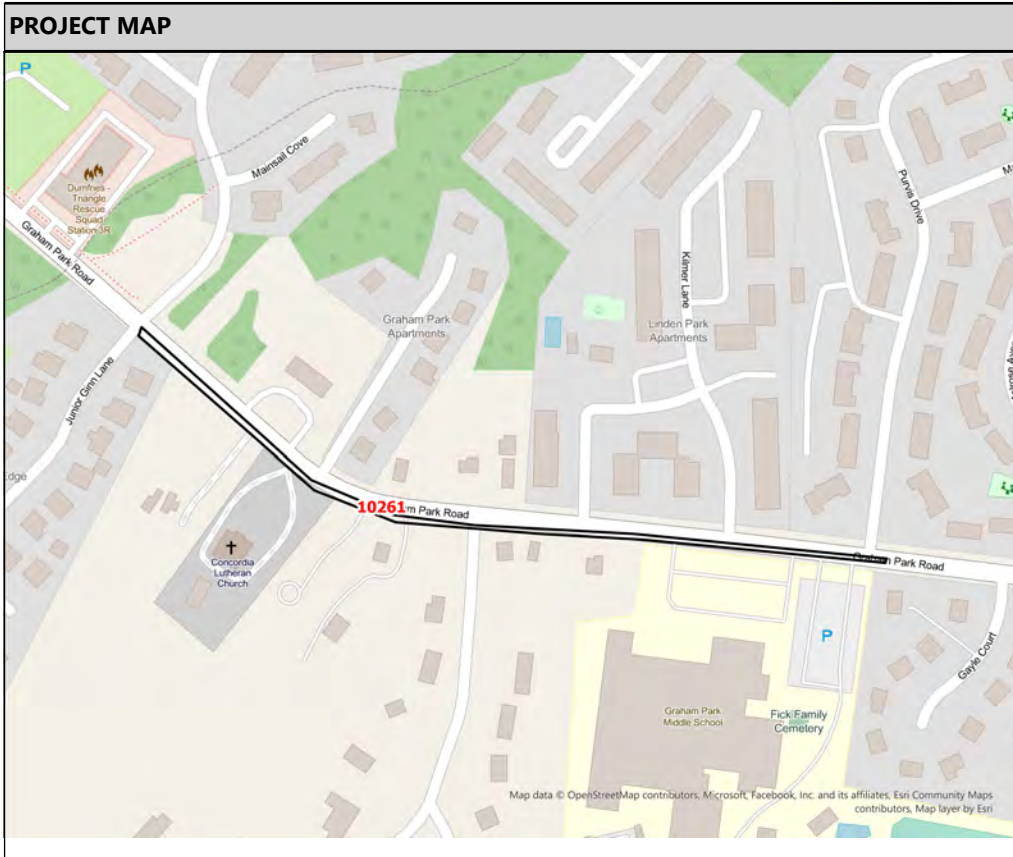 PROJECT MAP
P
Mainsail Cove
Dumfries -
Triangle
Rescue
Squad
Station 3R
Graham Park Road
Purvis Drive
Kilmer Lane
Graham Park
Apartments
Linden Park
Apartments
Junior Ginn Lane
Edge
10261
am Park Road
Concordia
Lutheran
Church
Graham Park Road
P
Gayle Court
Graham Park
Middle School
Fick Family
Cemetery
Map data © OpenStreetMap contributors, Microsoft, Facebook, Inc. and its affiliates, Esri Community Maps
contributors, Map layer by Esri